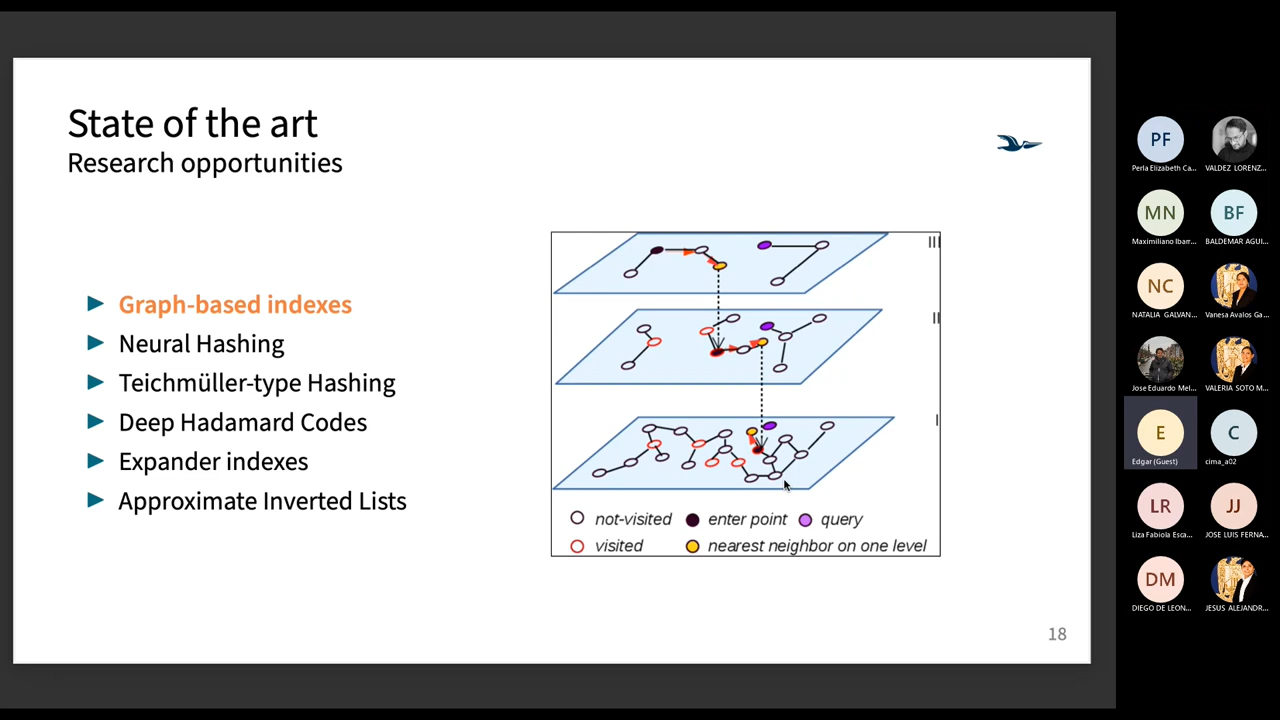 State of the art
Research opportunities
Graph-based indexes
Neural Hashing
Teichmüller-type Hashing
Deep Hadamard Codes
Expander indexes
Approximate Inverted Lists
III
II
I
not-visited
enter point
query
visited
nearest neighbor on one level
18
PF
Perla Elizabeth Ca...
VALDEZ LORENZ...
MN
Maximiliano Ibarr...
BF
BALDEMAR AGUI...
NC
NATALIA GALVAN...
Vanesa Avalos Ga...
Jose Eduardo Mel...
VALERIA SOTO M...
E
Edgar (Guest)
C
cima_a02
LR
Liza Fabiola Esca...
JJ
JOSE LUIS FERNA...
DM
DIEGO DE LEON...
JESUS ALEJANDR...